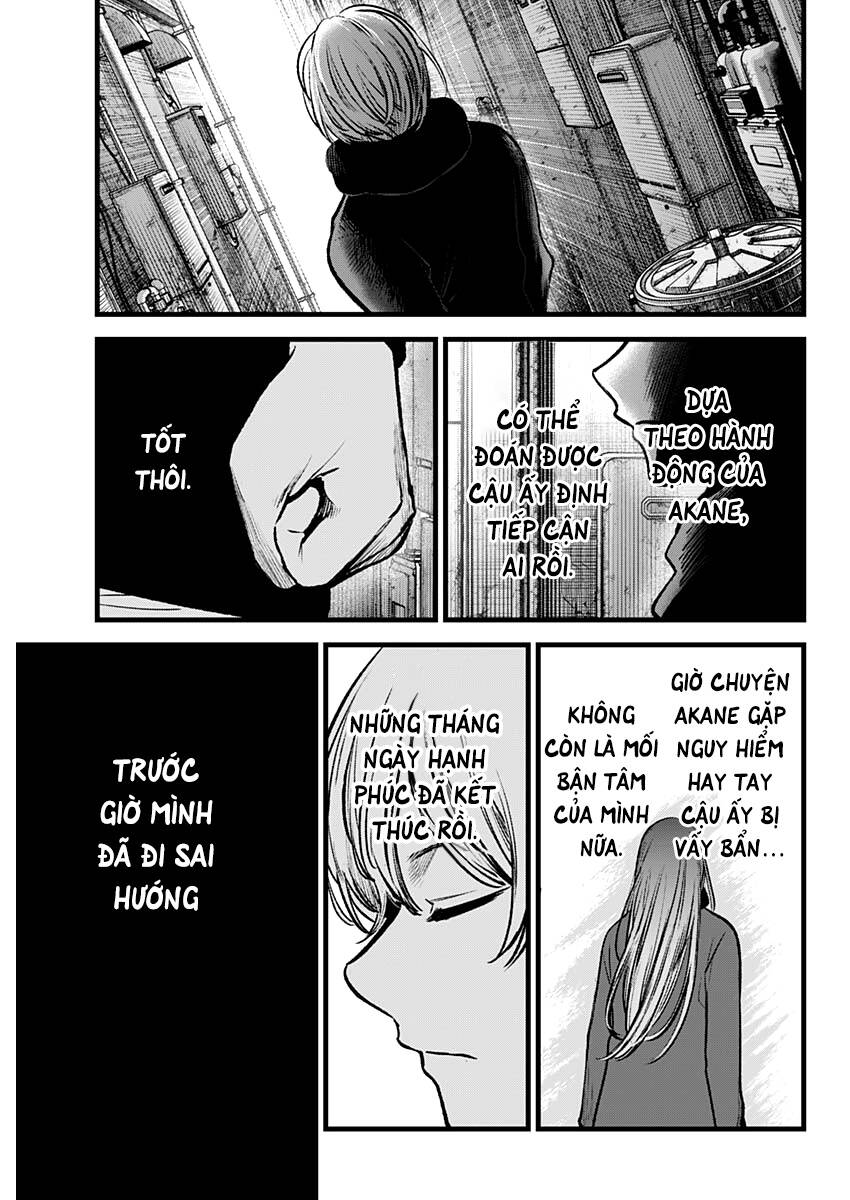 DỰA
THEO HÀNH
ĐỘNG CỦA
AKANE,
CÓ THỂ
ĐOÁN ĐƯỢC
CẬU ẤY ĐỊNH
TIẾP CẬN
AI RỒI.
TỐT
THÔI.
GIỜ CHUYỆN
AKANE GẶP
NGUY HIỂM
HAY TAY
CẬU ẤY BỊ
VẤY BẨN...
KHÔNG
CÒN LÀ MỐI
BẬN TÂM
CỦA MÌNH
NỮA.
NHỮNG THÁNG
NGÀY HẠNH
PHÚC ĐÃ KẾT
THÚC RỒI.
TRƯỚC
GIỜ MÌNH
ĐÃ ĐI SAI
HƯỚNG